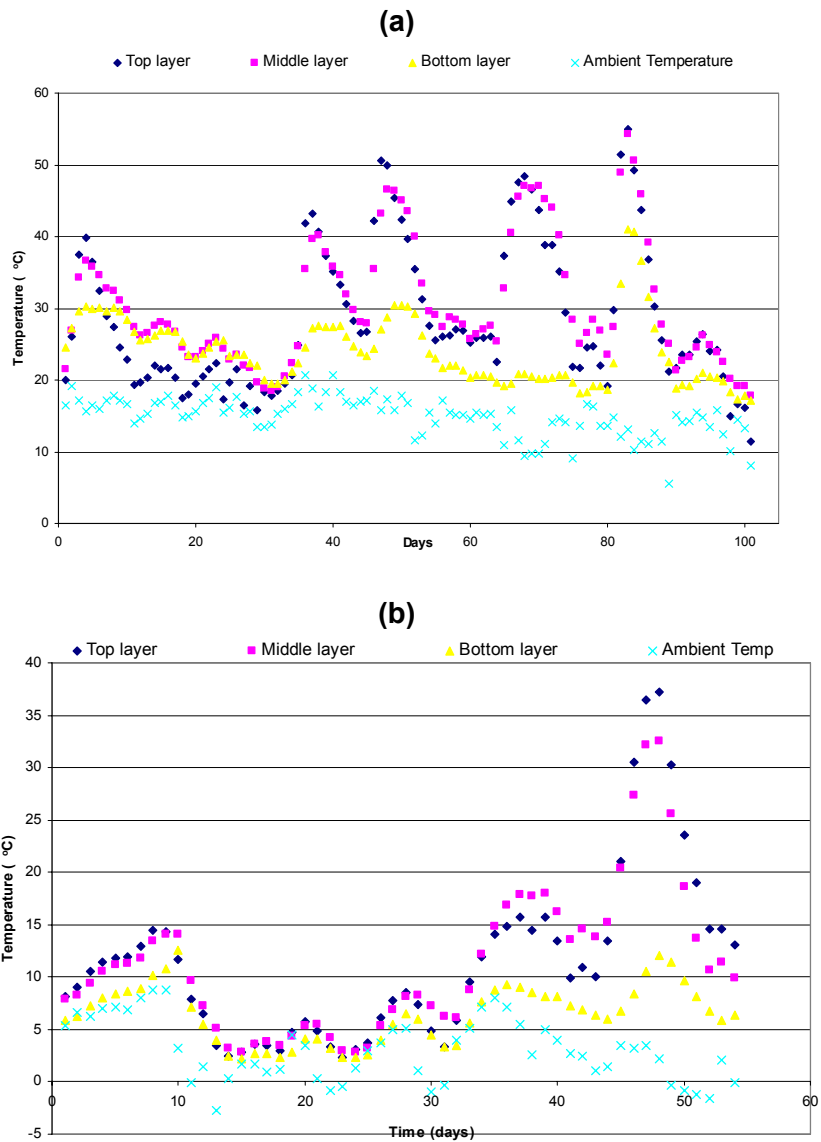 (a)
Top layer Middle layer Bottom layer Ambient Temperature
60
50
40
30
20
10
0
Temperature ( °C)
0 20 40 60 80 100
Days
(b)
Top layer Middle layer Bottom layer Ambient Temp
40
35
30
25
20
15
10
5
0
-5
Temperature ( °C)
0 10 20 30 40 50 60
Time (days)